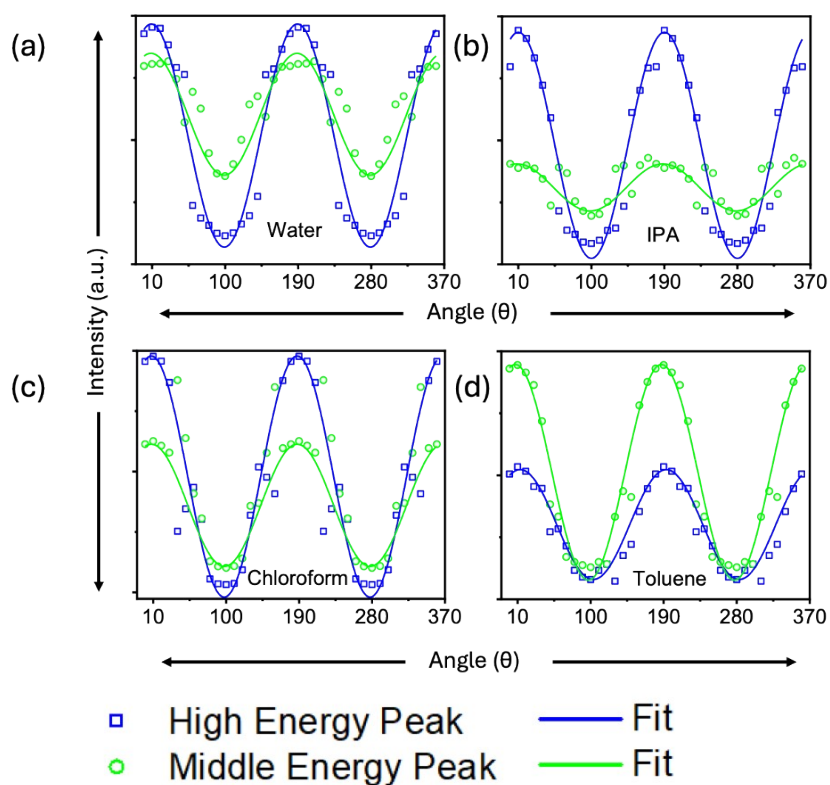 (a)
(b)
Water
IPA
10 100 190 280 370
10 100 190 280 370
Angle (θ)
Intensity (a.u.)
(c)
(d)
Chloroform
Toluene
10 100 190 280 370
10 100 190 280 370
Angle (θ)
High Energy Peak
Fit
Middle Energy Peak
Fit